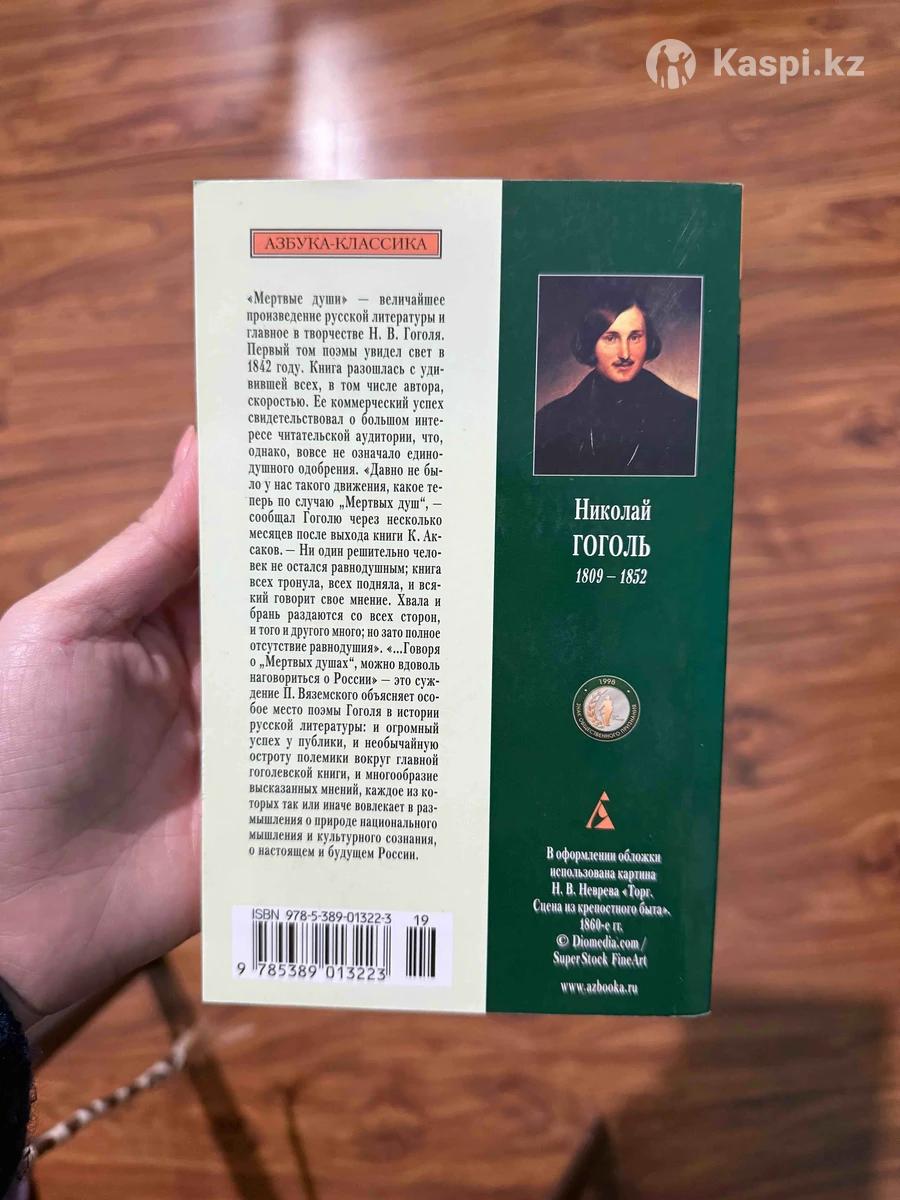 Kaspi.kz
АЗБУКА-КЛАССИКА
«Мертвые души» — величайшее
произведение русской литературы и
главное в творчестве Н. В. Гоголя.
Первый том поэмы увидел свет в
1842 году. Книга разошлась с уди-
вившей всех, в том числе автора,
скоростью. Ее коммерческий успех
свидетельствовал о большом инте-
ресе читательской аудитории, что,
однако, вовсе не означало едино-
душного одобрения. «Давно не бы-
ло у нас такого движения, какое те-
перь по случаю „Мертвых душ“, —
сообщал Гоголю через несколько
месяцев после выхода книги К. Ак-
саков. — Ни один решительно чело-
век не остался равнодушным; книга
всех тронула, всех подняла, и вся-
кий говорит свое мнение. Хвала и
брань раздаются со всех сторон,
и того и другого много; но зато полное
отсутствие равнодушия». «...Говоря
о „Мертвых душах“, можно вдоволь
наговориться о России» — это суж-
дение П. Вяземского объясняет осо-
бое место поэмы Гоголя в истории
русской литературы: и огромный
успех у публики, и необычайную
остроту полемики вокруг главной
гоголевской книги, и многообразие
высказанных мнений, каждое из ко-
торых так или иначе вовлекает в раз-
мышления о природе национального
мышления и культурного сознания,
о настоящем и будущем России.
ISBN 978-5-389-01322-3
19
9 785389 013223
Николай
ГОГОЛЬ
1809 – 1852
1998
ЗНАК ОБЩЕСТВЕННОГО ПРИЗНАНИЯ
В оформлении обложки
использована картина
Н. В. Неврева «Торг.
Сцена из крепостного быта».
1860-е гг.
© Diomedia.com /
SuperStock FineArt
www.azbooka.ru